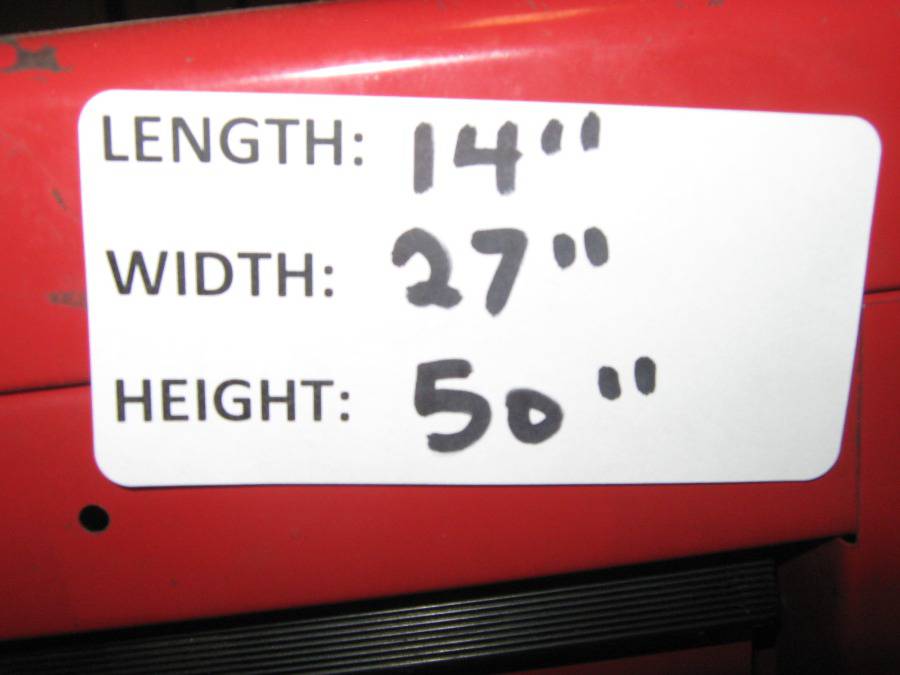 LENGTH: 14"
WIDTH: 27"
HEIGHT: 50"